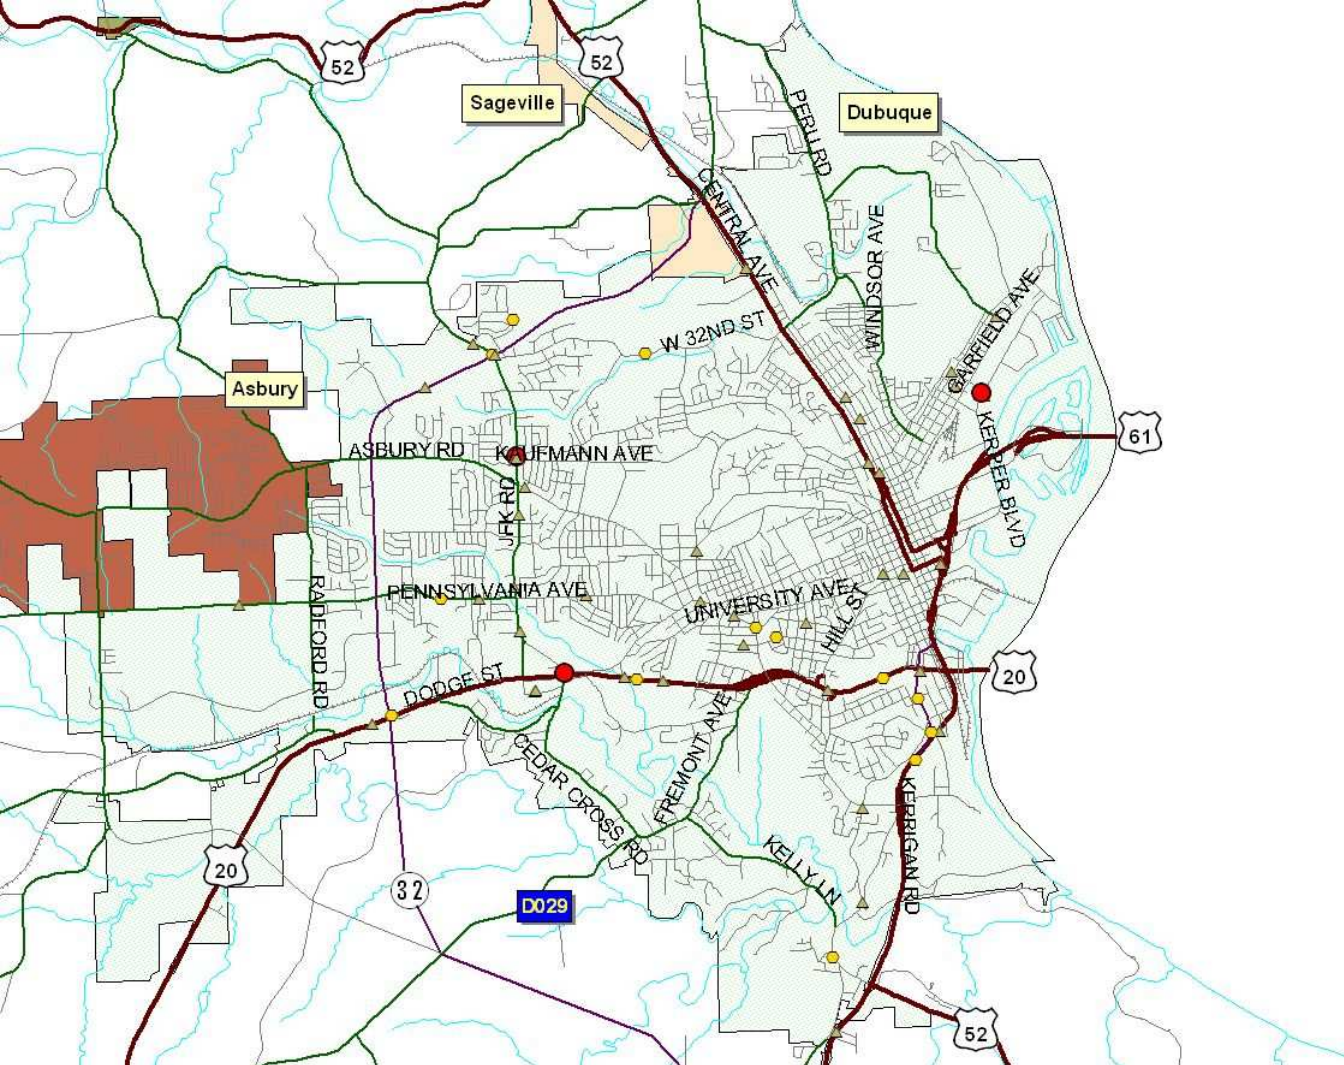 52
52
Sageville
Dubuque
PERU RD
CENTRAL AVE
WINDSOR AVE
GARFIELD AVE
W 32ND ST
Asbury
ASBURY RD
KAUFMANN AVE
61
KERPER BLVD
JFK RD
PENNSYLVANIA AVE
UNIVERSITY AVE
HILL ST
RADFORD RD
DODGE ST
20
FREMONT AVE
CEDAR CROSS RD
KERRIGAN RD
KELLY LN
20
32
D029
52